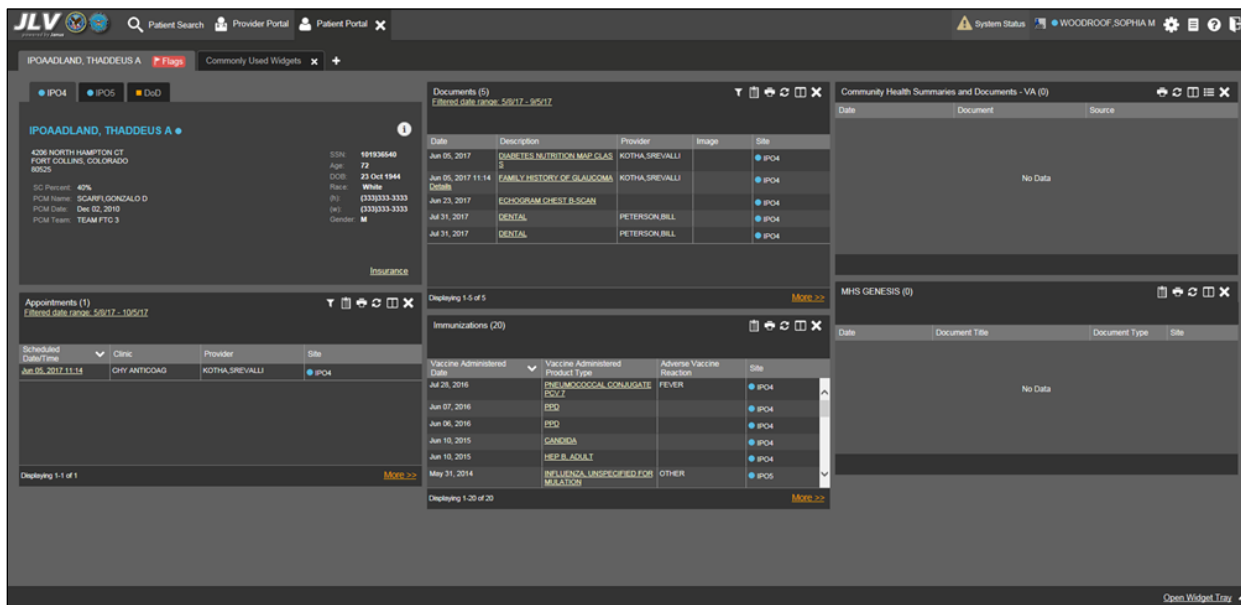 JLV
powered by Janus
Patient Search
Provider Portal
Patient Portal
System Status
WOODROOF,SOPHIA M
IPOAADLAND, THADDEUS A
Flags
Commonly Used Widgets
IPO4
IPO5
DoD
IPOAADLAND, THADDEUS A
4206 NORTH HAMPTON CT
FORT COLLINS, COLORADO
80525
SC Percent: 40%
PCM Name: SCARFI,GONZALO D
PCM Date: Dec 02, 2010
PCM Team: TEAM FTC 3
SSN: 101936540
Age: 72
DOB: 23 Oct 1944
Race: White
(h): (333)333-3333
(w): (333)333-3333
Gender: M
Insurance
Appointments (1)
Filtered date range: 5/8/17 - 10/5/17
Scheduled Date/Time Clinic Provider Site
Jun 05, 2017 11:14 CHY ANTICOAG KOTHA,SREVALLI IPO4
Displaying 1-1 of 1
More >>
Documents (5)
Filtered date range: 5/8/17 - 9/5/17
Date Description Provider Image Site
Jun 05, 2017 DIABETES NUTRITION MAP CLAS KOTHA,SREVALLI IPO4
S
Jun 05, 2017 11:14 FAMILY HISTORY OF GLAUCOMA KOTHA,SREVALLI IPO4
Details
Jun 23, 2017 ECHOGRAM CHEST B-SCAN IPO4
Jul 31, 2017 DENTAL PETERSON,BILL IPO4
Jul 31, 2017 DENTAL PETERSON,BILL IPO4
Displaying 1-5 of 5
More >>
Immunizations (20)
Vaccine Administered Date Vaccine Administered Product Type Adverse Vaccine Reaction Site
Jul 28, 2016 PNEUMOCOCCAL CONJUGATE FEVER IPO4
PCV 7
Jun 07, 2016 PPD IPO4
Jun 06, 2016 PPD IPO4
Jun 10, 2015 CANDIDA IPO4
Jun 10, 2015 HEP B, ADULT IPO4
May 31, 2014 INFLUENZA, UNSPECIFIED FOR OTHER IPO5
MULATION
Displaying 1-20 of 20
More >>
Community Health Summaries and Documents - VA (0)
Date Document Source
No Data
MHS GENESIS (0)
Date Document Title Document Type Site
No Data
Open Widget Tray